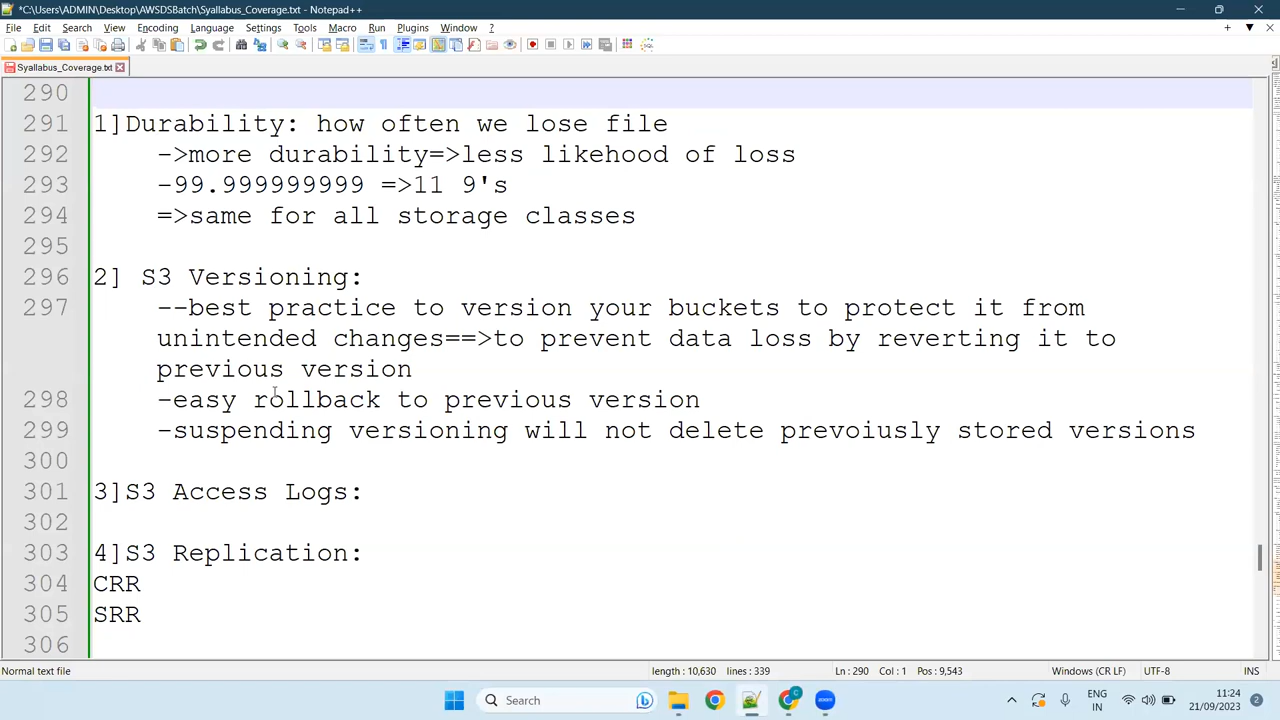 *C:\Users\ADMIN\Desktop\AWSDSBatch\Syallabus_Coverage.txt - Notepad++
File Edit Search View Encoding Language Settings Tools Macro Run Plugins Window ?
Syallabus_Coverage.txt
290
291 1]Durability: how often we lose file
292 ->more durability=>less likehood of loss
293 -99.999999999 =>11 9's
294 =>same for all storage classes
295
296 2] S3 Versioning:
297 --best practice to version your buckets to protect it from
unintended changes==>to prevent data loss by reverting it to
previous version
298 -easy rollback to previous version
299 -suspending versioning will not delete prevoiusly stored versions
300
301 3]S3 Access Logs:
302
303 4]S3 Replication:
304 CRR
305 SRR
306
Normal text file length : 10,630 lines : 339 Ln : 290 Col : 1 Pos : 9,543 Windows (CR LF) UTF-8 INS
Search
ENG
IN
11:24
21/09/2023
2